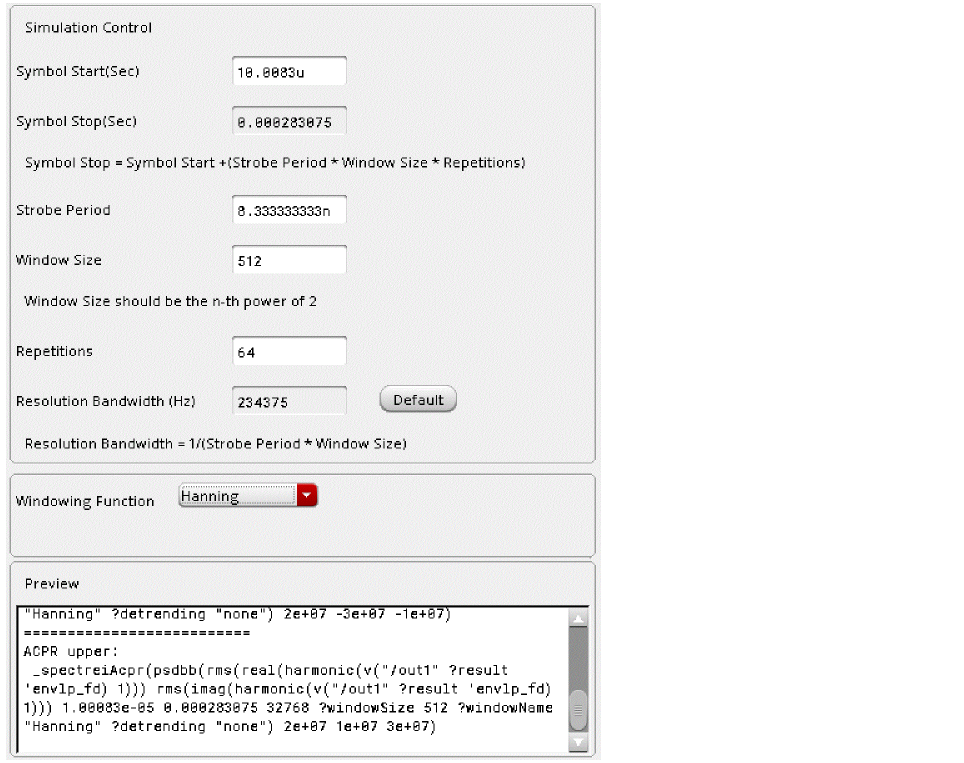 Simulation Control
Symbol Start(Sec)
10.0083u
Symbol Stop(Sec)
0.000283075
Symbol Stop = Symbol Start +(Strobe Period * Window Size * Repetitions)
Strobe Period
8.333333333n
Window Size
512
Window Size should be the n-th power of 2
Repetitions
64
Resolution Bandwidth (Hz)
234375
Default
Resolution Bandwidth = 1/(Strobe Period * Window Size)
Windowing Function
Hanning
Preview
"Hanning" ?detrending "none") 2e+07 -3e+07 -1e+07)
==========================
ACPR upper:
_spectreiAcpr(psdbb(rms(real(harmonic(v("/out1" ?result
'envlp_fd) 1))) rms(imag(harmonic(v("/out1" ?result 'envlp_fd)
1))) 1.00083e-05 0.000283075 32768 ?windowSize 512 ?windowName
"Hanning" ?detrending "none") 2e+07 1e+07 3e+07)